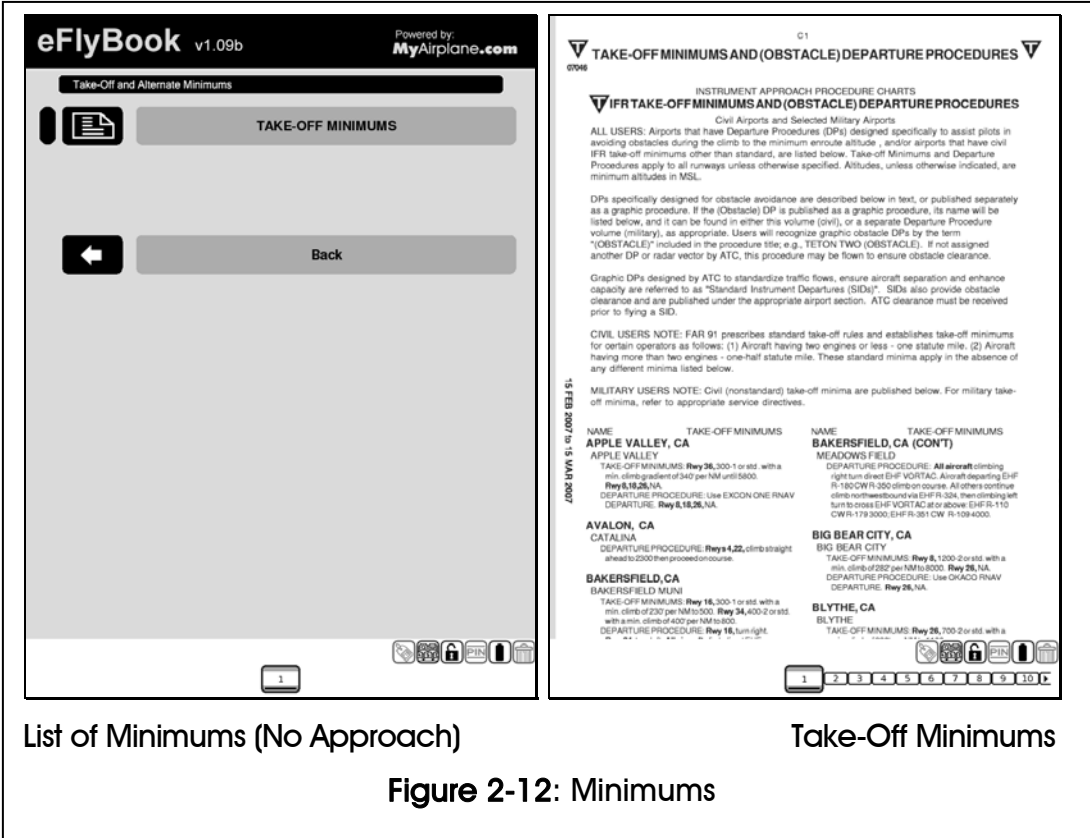 eFlyBook v1.09b
Powered by:
MyAirplane.com
Take-Off and Alternate Minimums
TAKE-OFF MINIMUMS
Back
PIN
1
C1
T TAKE-OFF MINIMUMS AND (OBSTACLE) DEPARTURE PROCEDURES T
07046
INSTRUMENT APPROACH PROCEDURE CHARTS
T IFR TAKE-OFF MINIMUMS AND (OBSTACLE) DEPARTURE PROCEDURES
Civil Airports and Selected Military Airports
ALL USERS: Airports that have Departure Procedures (DPs) designed specifically to assist pilots in
avoiding obstacles during the climb to the minimum enroute altitude , and/or airports that have civil
IFR take-off minimums other than standard, are listed below. Take-off Minimums and Departure
Procedures apply to all runways unless otherwise specified. Altitudes, unless otherwise indicated, are
minimum altitudes in MSL.
DPs specifically designed for obstacle avoidance are described below in text, or published separately
as a graphic procedure. If the (Obstacle) DP is published as a graphic procedure, its name will be
listed below, and it can be found in either this volume (civil), or a separate Departure Procedure
volume (military), as appropriate. Users will recognize graphic obstacle DPs by the term
"(OBSTACLE)" included in the procedure title; e.g., TETON TWO (OBSTACLE). If not assigned
another DP or radar vector by ATC, this procedure may be flown to ensure obstacle clearance.
Graphic DPs designed by ATC to standardize traffic flows, ensure aircraft separation and enhance
capacity are referred to as "Standard Instrument Departures (SIDs)". SIDs also provide obstacle
clearance and are published under the appropriate airport section. ATC clearance must be received
prior to flying a SID.
CIVIL USERS NOTE: FAR 91 prescribes standard take-off rules and establishes take-off minimums
for certain operators as follows: (1) Aircraft having two engines or less - one statute mile. (2) Aircraft
having more than two engines - one-half statute mile. These standard minima apply in the absence of
any different minima listed below.
MILITARY USERS NOTE: Civil (nonstandard) take-off minima are published below. For military take-
off minima, refer to appropriate service directives.
15 FEB 2007 to 15 MAR 2007
NAME TAKE-OFF MINIMUMS
APPLE VALLEY, CA
APPLE VALLEY
TAKE-OFF MINIMUMS: Rwy 36, 300-1 or std. with a
min. climb gradient of 340' per NM until 5800.
Rwy 8,18,26, NA.
DEPARTURE PROCEDURE: Use EXCON ONE RNAV
DEPARTURE. Rwy 8,18,26, NA.
AVALON, CA
CATALINA
DEPARTURE PROCEDURE: Rwys 4,22, climb straight
ahead to 2300 then proceed on course.
BAKERSFIELD, CA
BAKERSFIELD MUNI
TAKE-OFF MINIMUMS: Rwy 16, 300-1 or std. with a
min. climb of 230' per NM to 500. Rwy 34, 400-2 or std.
with a min. climb of 400' per NM to 800.
DEPARTURE PROCEDURE: Rwy 16, turn right.
NAME TAKE-OFF MINIMUMS
BAKERSFIELD, CA (CON'T)
MEADOWS FIELD
DEPARTURE PROCEDURE: All aircraft climbing
right turn direct EHF VORTAC. Aircraft departing EHF
R-180 CW R-350 climb on course. All others continue
climb northwestbound via EHF R-324, then climbing left
turn to cross EHF VORTAC at or above: EHF R-110
CW R-179 3000; EHF R-351 CW R-109 4000.
BIG BEAR CITY, CA
BIG BEAR CITY
TAKE-OFF MINIMUMS: Rwy 8, 1200-2 or std. with a
min. climb of 282' per NM to 8000. Rwy 26, NA.
DEPARTURE PROCEDURE: Use OKACO RNAV
DEPARTURE. Rwy 26, NA.
BLYTHE, CA
BLYTHE
TAKE-OFF MINIMUMS: Rwy 26, 700-2 or std. with a
PIN
1 2 3 4 5 6 7 8 9 10
List of Minimums (No Approach)
Take-Off Minimums
Figure 2-12: Minimums